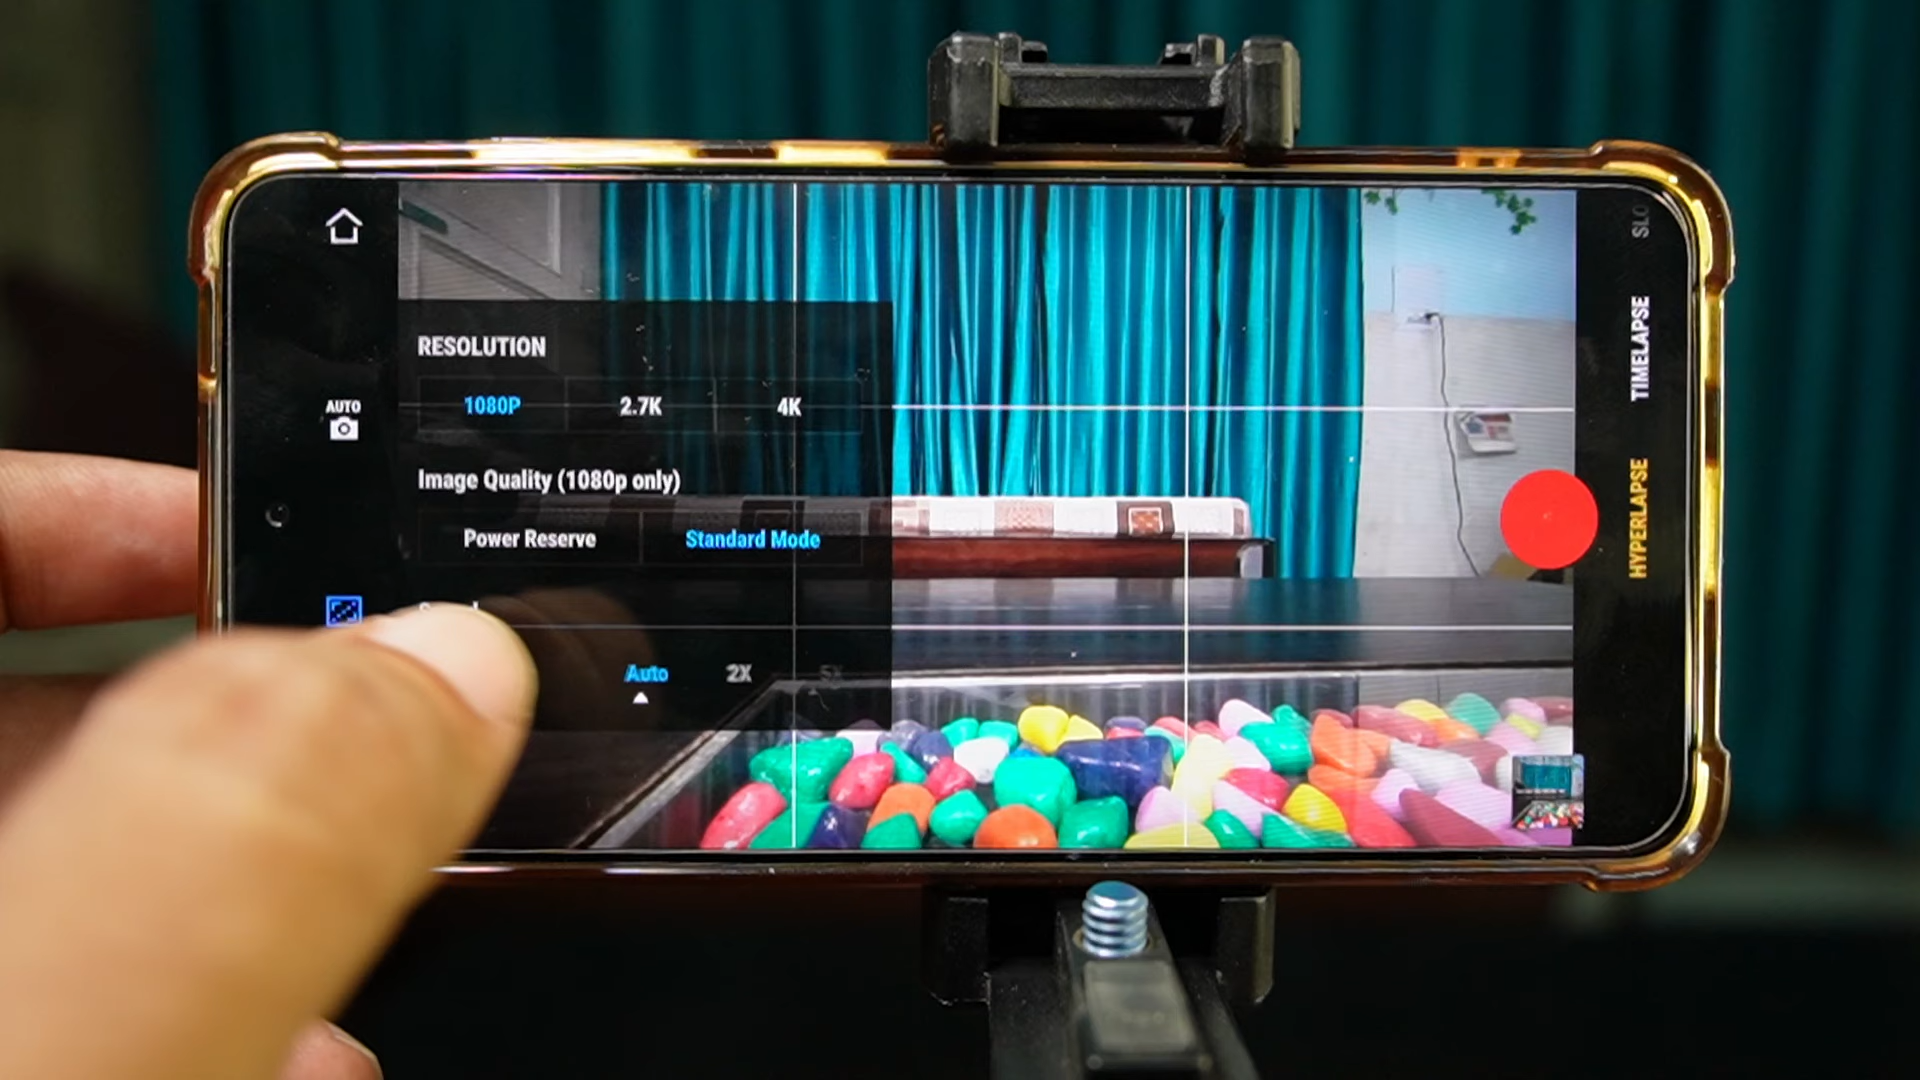 RESOLUTION
1080P 2.7K 4K
Image Quality (1080p only)
Power Reserve Standard Mode
Auto 2X 5X
AUTO
SLO
TIMELAPSE
HYPERLAPSE